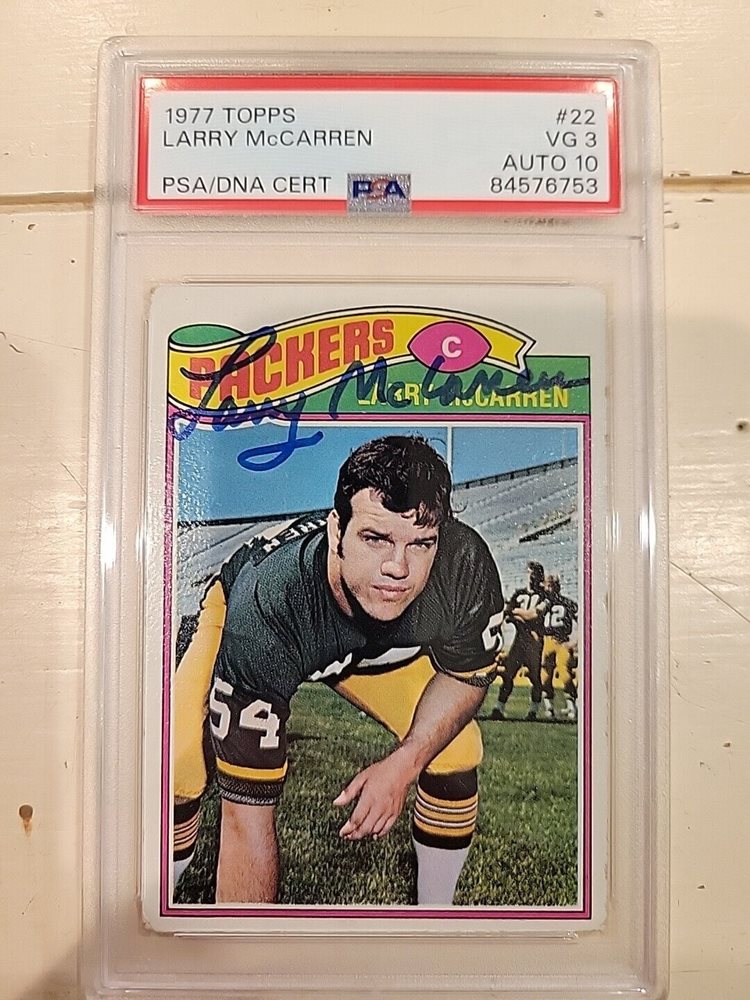 1977 TOPPS #22
LARRY McCARREN VG 3
AUTO 10
PSA/DNA CERT PSA 84576753
PACKERS C
Larry McCarren
LARRY McCARREN
54
5